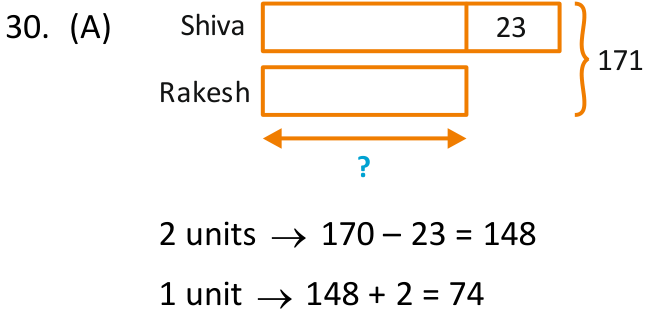 30. (A) Shiva 23
171
Rakesh
?
2 units → 170 – 23 = 148
1 unit → 148 + 2 = 74